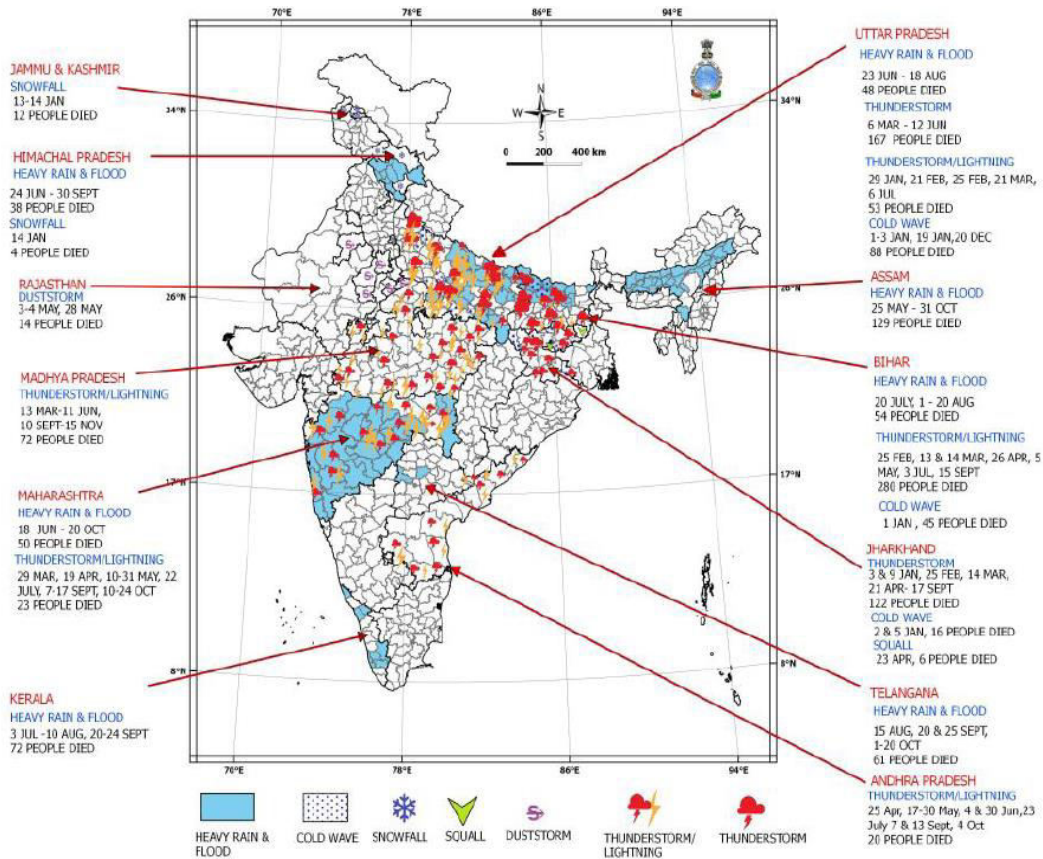 70°E
78°E
86°E
94°E
34°N
34°N
26°N
26°N
17°N
17°N
8°N
8°N
70°E
78°E
86°E
94°E
N
W E
S
0 200 400 km
JAMMU & KASHMIR
SNOWFALL
13-14 JAN
12 PEOPLE DIED
HIMACHAL PRADESH
HEAVY RAIN & FLOOD
24 JUN - 30 SEPT
38 PEOPLE DIED
SNOWFALL
14 JAN
4 PEOPLE DIED
RAJASTHAN
DUSTSTORM
3-4 MAY, 28 MAY
14 PEOPLE DIED
MADHYA PRADESH
THUNDERSTORM/LIGHTNING
13 MAR-11 JUN,
10 SEPT-15 NOV
72 PEOPLE DIED
MAHARASHTRA
HEAVY RAIN & FLOOD
18 JUN - 20 OCT
50 PEOPLE DIED
THUNDERSTORM/LIGHTNING
29 MAR, 19 APR, 10-31 MAY, 22
JULY, 7-17 SEPT, 10-24 OCT
23 PEOPLE DIED
KERALA
HEAVY RAIN & FLOOD
3 JUL -10 AUG, 20-24 SEPT
72 PEOPLE DIED
UTTAR PRADESH
HEAVY RAIN & FLOOD
23 JUN - 18 AUG
48 PEOPLE DIED
THUNDERSTORM
6 MAR - 12 JUN
167 PEOPLE DIED
THUNDERSTORM/LIGHTNING
29 JAN, 21 FEB, 25 FEB, 21 MAR,
6 JUL
53 PEOPLE DIED
COLD WAVE
1-3 JAN, 19 JAN,20 DEC
88 PEOPLE DIED
ASSAM
HEAVY RAIN & FLOOD
25 MAY - 31 OCT
129 PEOPLE DIED
BIHAR
HEAVY RAIN & FLOOD
20 JULY, 1 - 20 AUG
54 PEOPLE DIED
THUNDERSTORM/LIGHTNING
25 FEB, 13 & 14 MAR, 26 APR, 5
MAY, 3 JUL, 15 SEPT
280 PEOPLE DIED
COLD WAVE
1 JAN , 45 PEOPLE DIED
JHARKHAND
THUNDERSTORM
3 & 9 JAN, 25 FEB, 14 MAR,
21 APR- 17 SEPT
122 PEOPLE DIED
COLD WAVE
2 & 5 JAN, 16 PEOPLE DIED
SQUALL
23 APR, 6 PEOPLE DIED
TELANGANA
HEAVY RAIN & FLOOD
15 AUG, 20 & 25 SEPT,
1-20 OCT
61 PEOPLE DIED
ANDHRA PRADESH
THUNDERSTORM/LIGHTNING
25 Apr, 17-30 May, 4 & 30 Jun,23
July 7 & 13 Sept, 4 Oct
20 PEOPLE DIED
HEAVY RAIN &
FLOOD
COLD WAVE
SNOWFALL
SQUALL
DUSTSTORM
THUNDERSTORM/
LIGHTNING
THUNDERSTORM